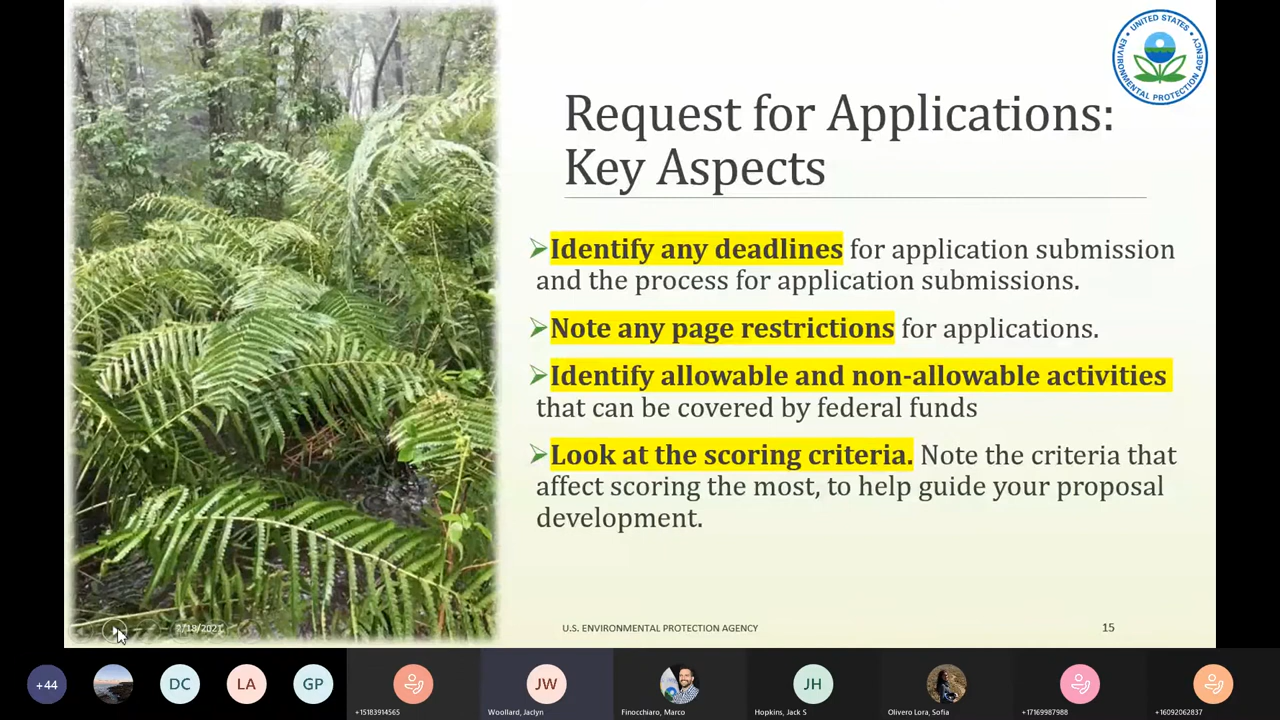 UNITED STATES
ENVIRONMENTAL PROTECTION AGENCY
Request for Applications:
Key Aspects
Identify any deadlines for application submission
and the process for application submissions.
Note any page restrictions for applications.
Identify allowable and non-allowable activities
that can be covered by federal funds
Look at the scoring criteria. Note the criteria that
affect scoring the most, to help guide your proposal
development.
2/18/2021
U.S. ENVIRONMENTAL PROTECTION AGENCY
15
+44
DC
LA
GP
JW
JH
+15183914565
Woollard, Jaclyn
Finocchiaro, Marco
Hopkins, Jack S
Olivero Lora, Sofia
+17169987988
+16092062837